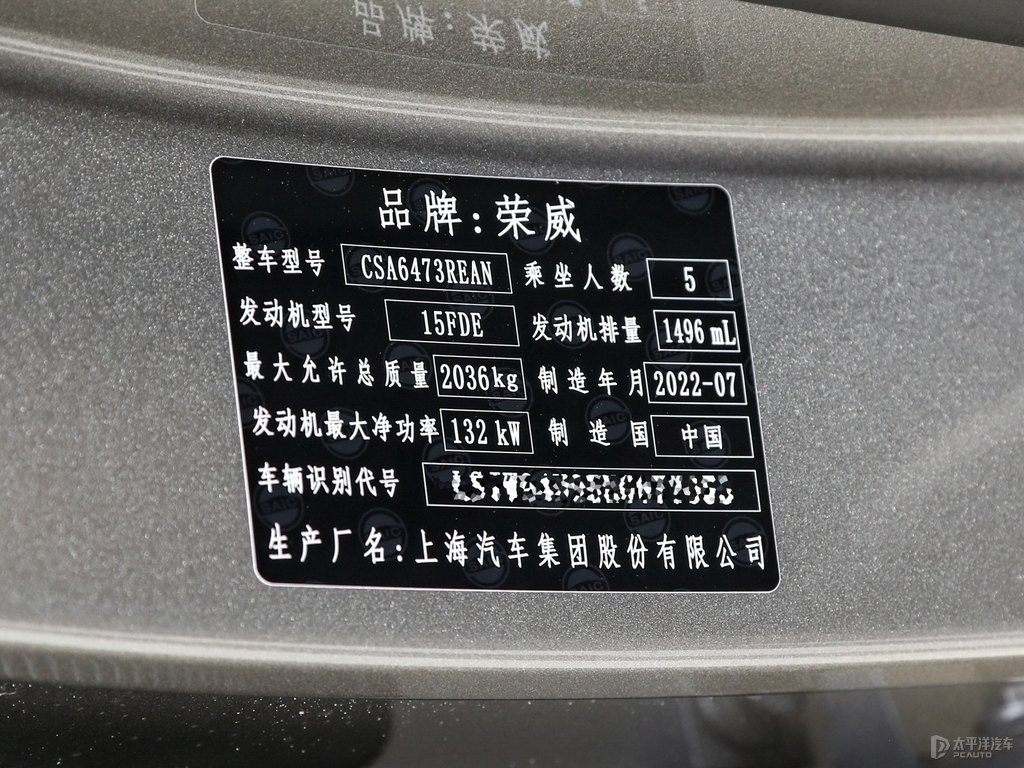 品牌:荣威
品牌:荣威
整车型号 CSA6473REAN 乘坐人数 5
发动机型号 15FDE 发动机排量 1496 mL
最大允许总质量 2036kg 制造年月 2022-07
发动机最大净功率 132 kW 制造国 中国
车辆识别代号
生产厂名:上海汽车集团股份有限公司
太平洋汽车
PCAUTO